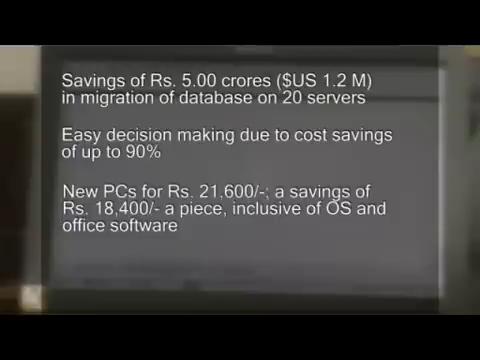 Savings of Rs. 5.00 crores ($US 1.2 M)
in migration of database on 20 servers
Easy decision making due to cost savings
of up to 90%
New PCs for Rs. 21,600/-; a savings of
Rs. 18,400/- a piece, inclusive of OS and
office software